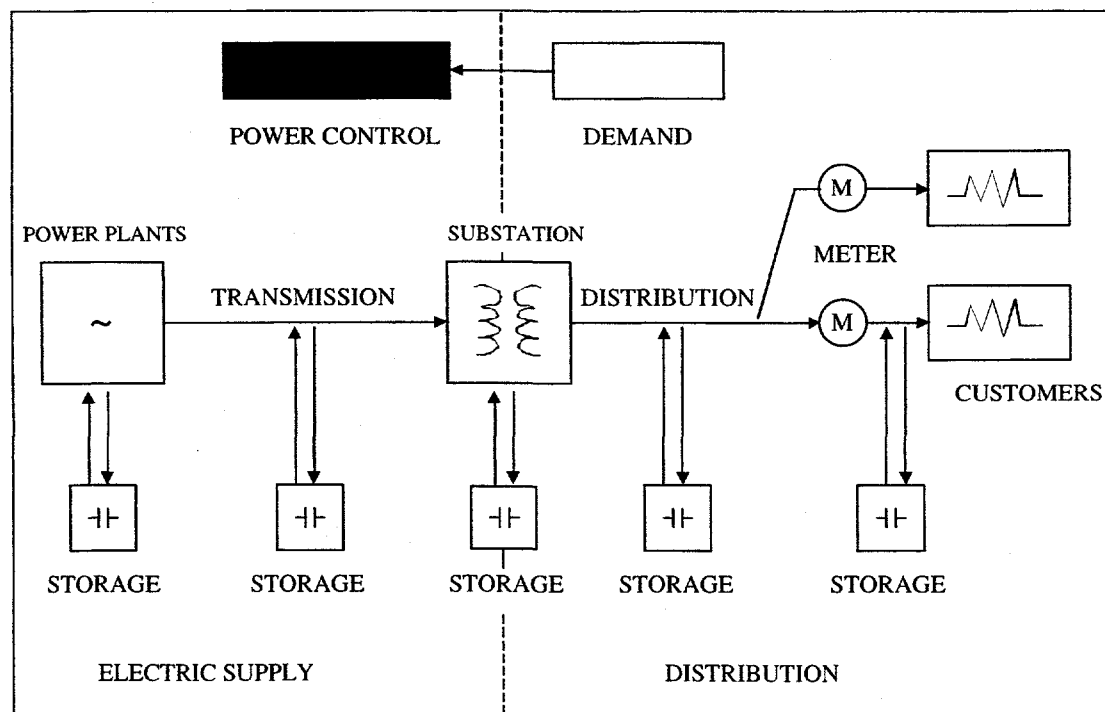 POWER CONTROL
DEMAND
M
POWER PLANTS
SUBSTATION
METER
TRANSMISSION
DISTRIBUTION
~
M
CUSTOMERS
STORAGE
STORAGE
STORAGE
STORAGE
STORAGE
ELECTRIC SUPPLY
DISTRIBUTION